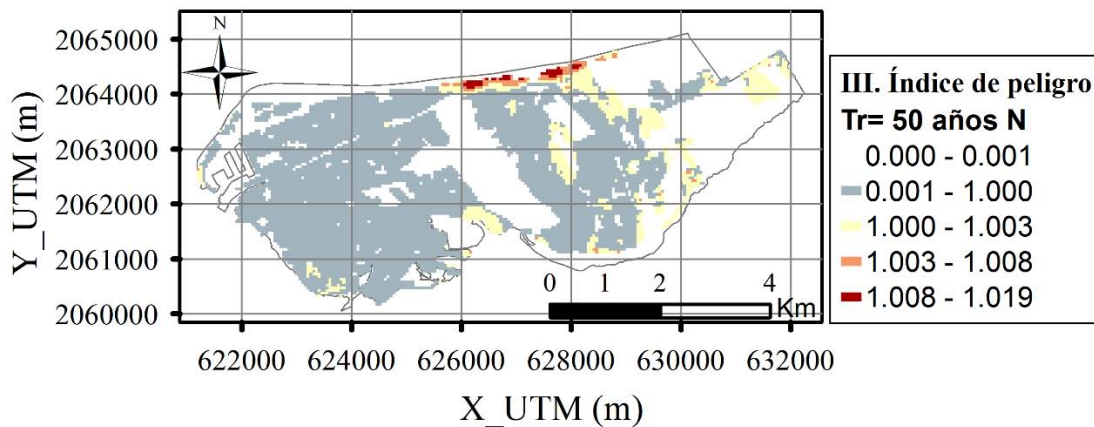 N
2065000
2064000
2063000
2062000
2061000
2060000
Y_UTM (m)
622000 624000 626000 628000 630000 632000
X_UTM (m)
0 1 2 4
Km
III. Índice de peligro
Tr= 50 años N
0.000 - 0.001
0.001 - 1.000
1.000 - 1.003
1.003 - 1.008
1.008 - 1.019